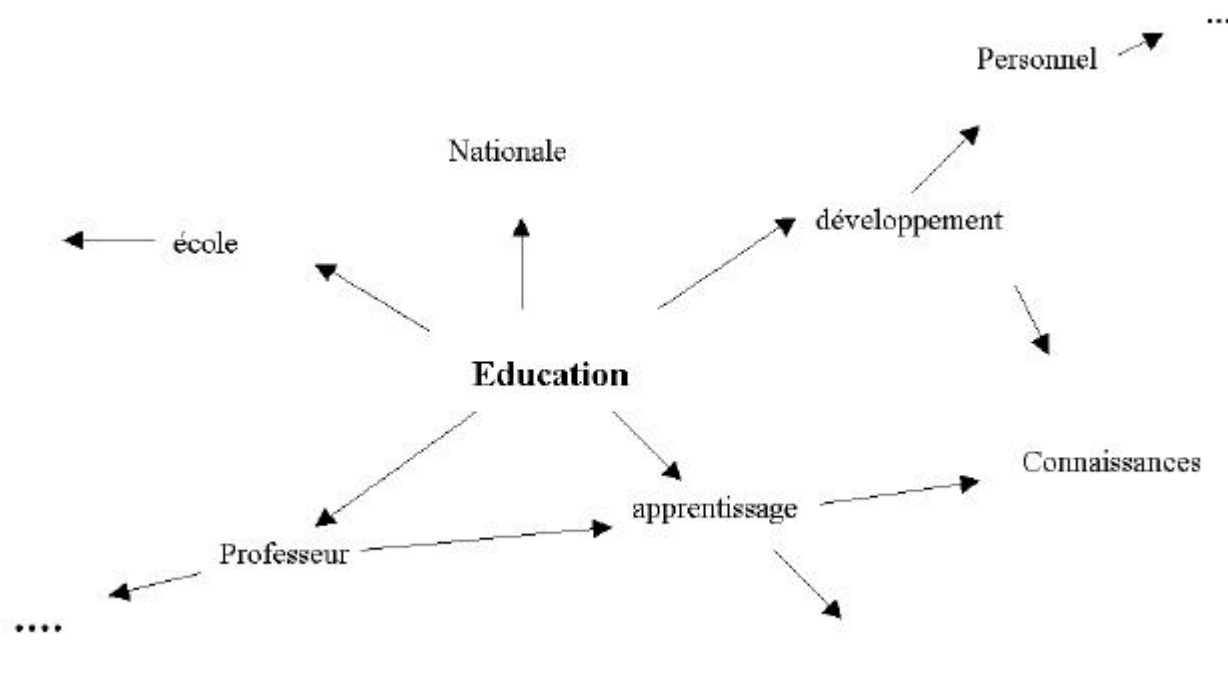 ...
Personnel
Nationale
développement
école
Education
Connaissances
apprentissage
Professeur
....